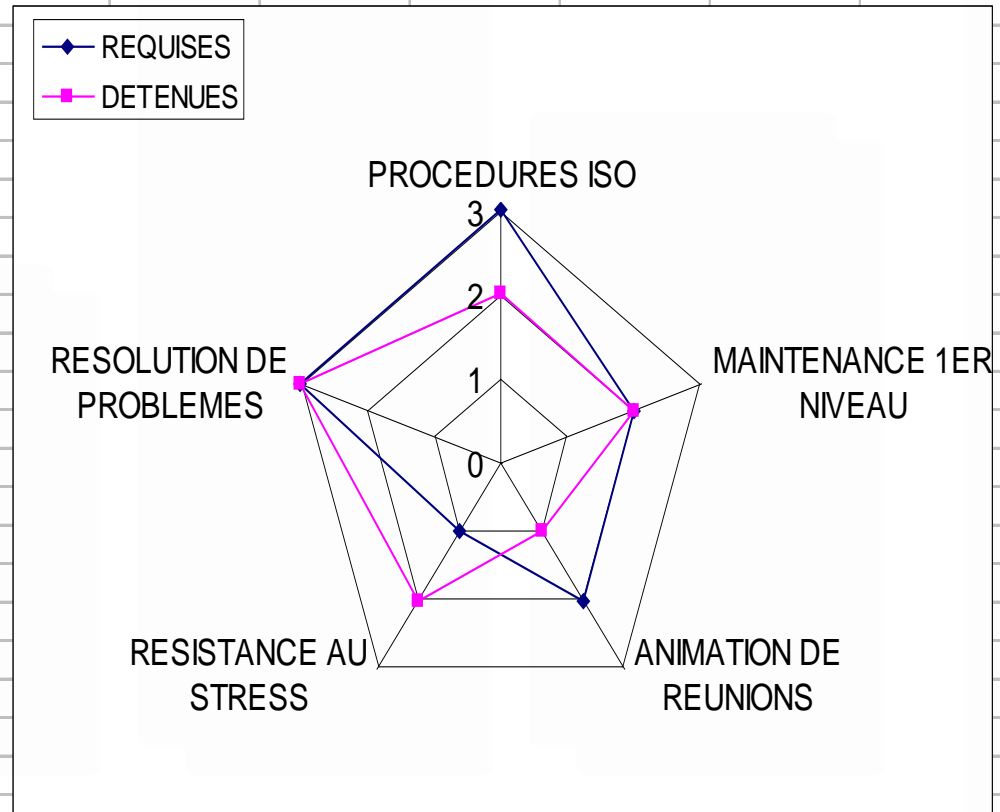 REQUISES
DETENUES
PROCEDURES ISO
3
2
1
0
RESOLUTION DE
PROBLEMES
MAINTENANCE 1ER
NIVEAU
RESISTANCE AU
STRESS
ANIMATION DE
REUNIONS